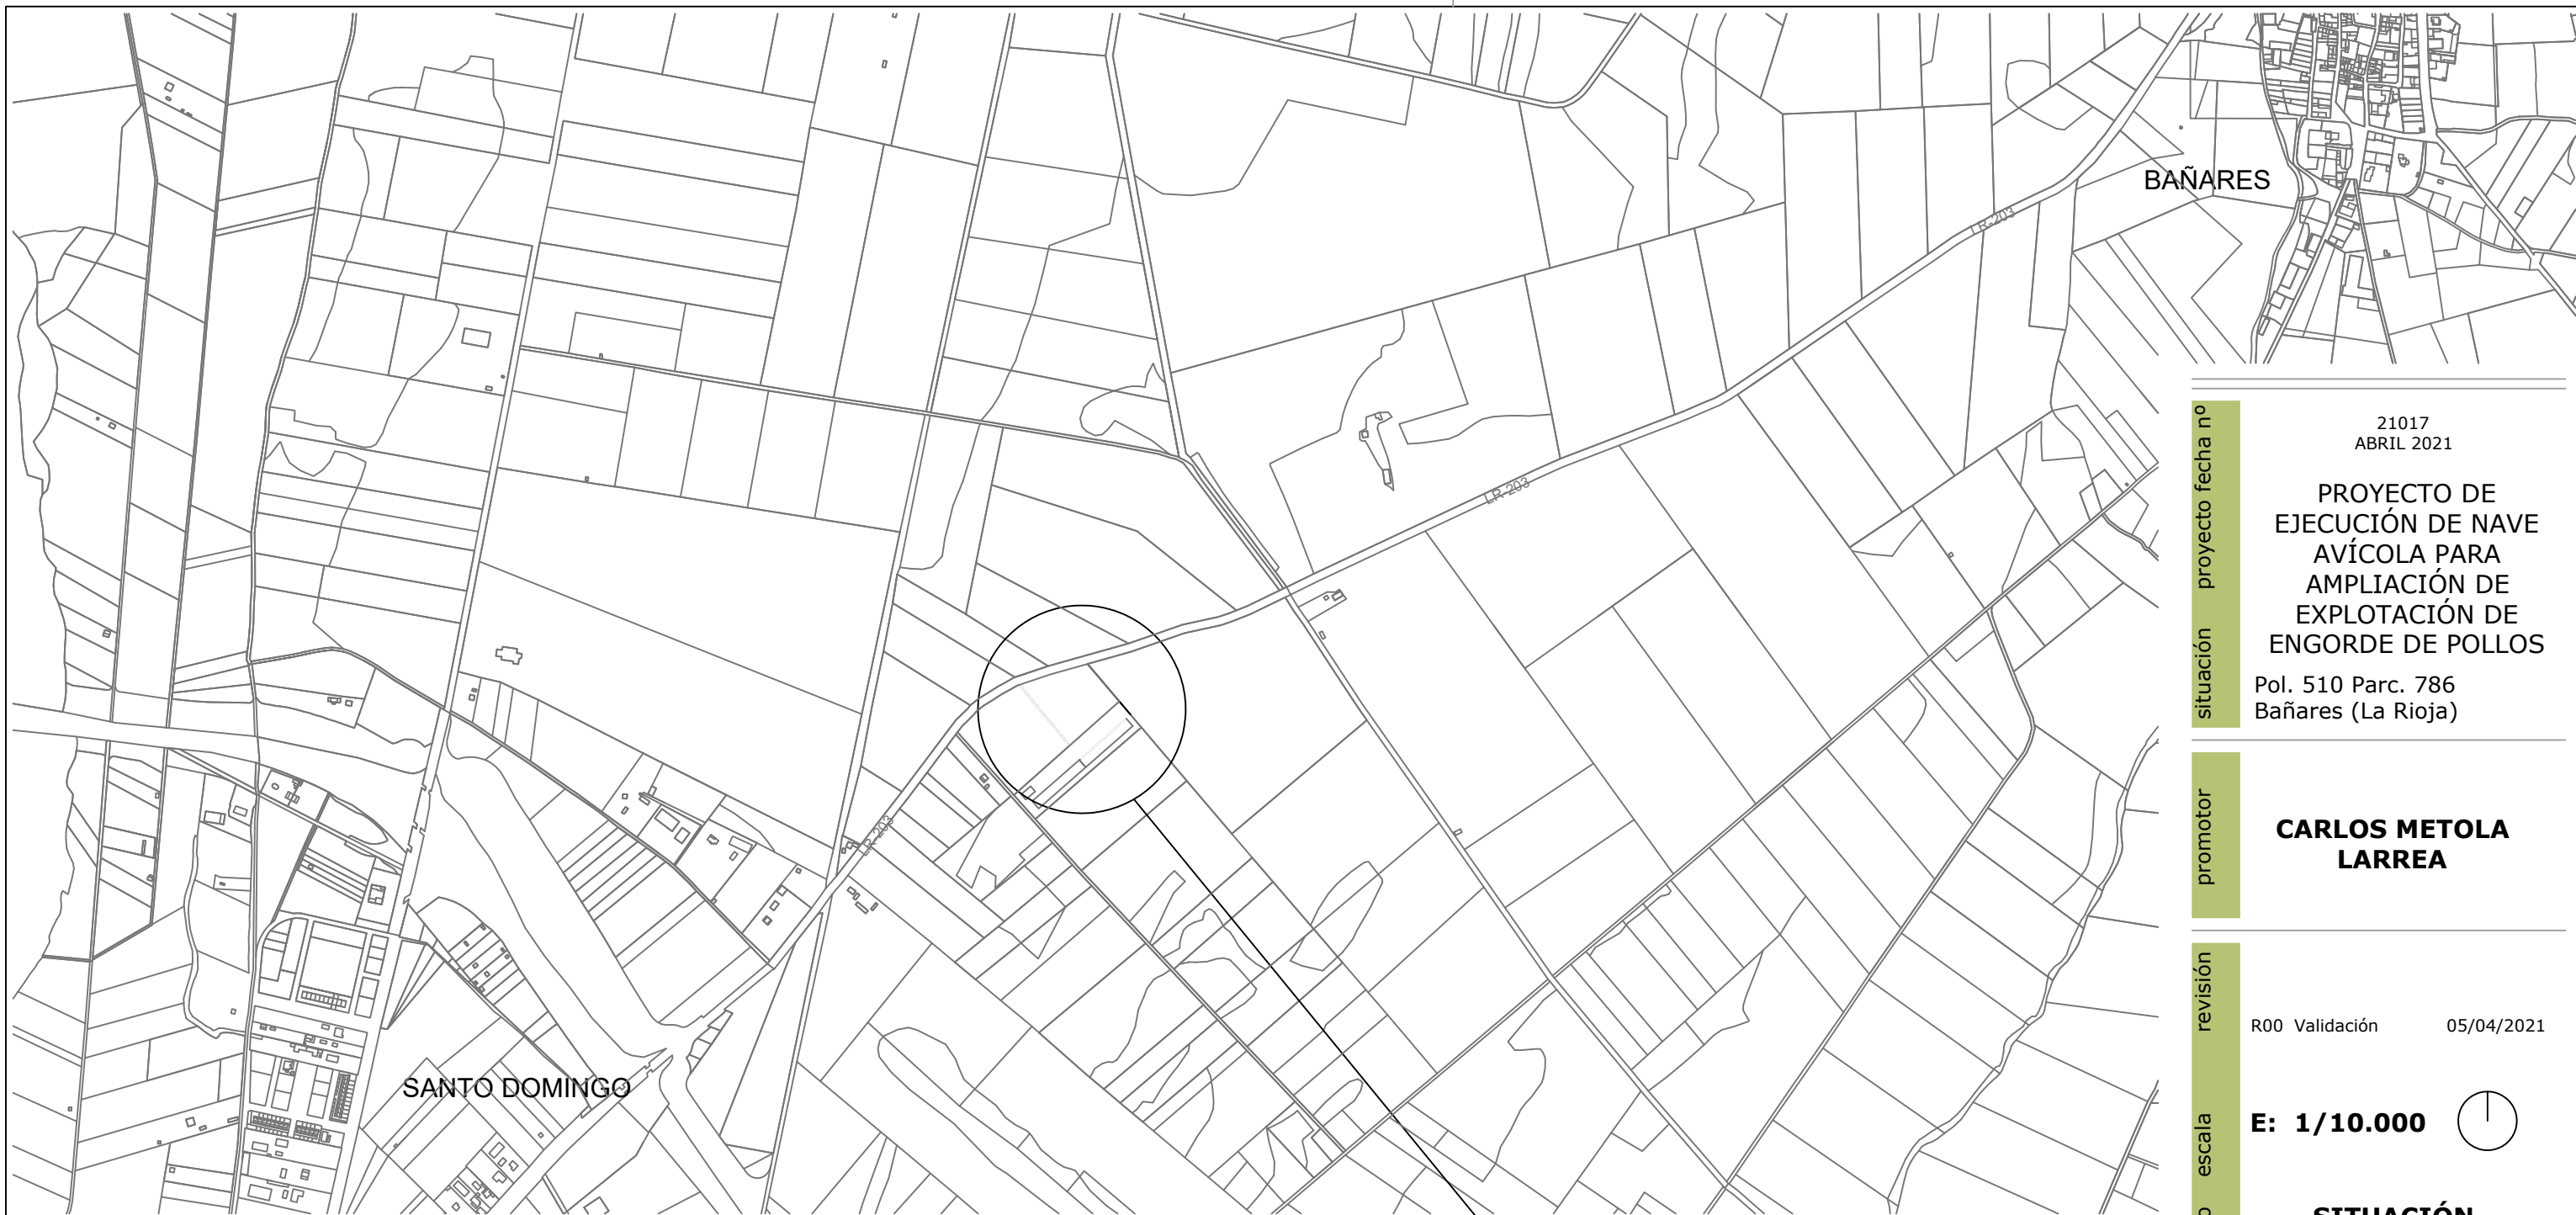 BAÑARES
LR-203
LR-203
LR-203
SANTO DOMINGO
proyecto fecha nº
21017
ABRIL 2021
PROYECTO DE
EJECUCIÓN DE NAVE
AVÍCOLA PARA
AMPLIACIÓN DE
EXPLOTACIÓN DE
ENGORDE DE POLLOS
situación
Pol. 510 Parc. 786
Bañares (La Rioja)
promotor
CARLOS METOLA
LARREA
revisión
R00 Validación 05/04/2021
escala
E: 1/10.000
SITUACIÓN